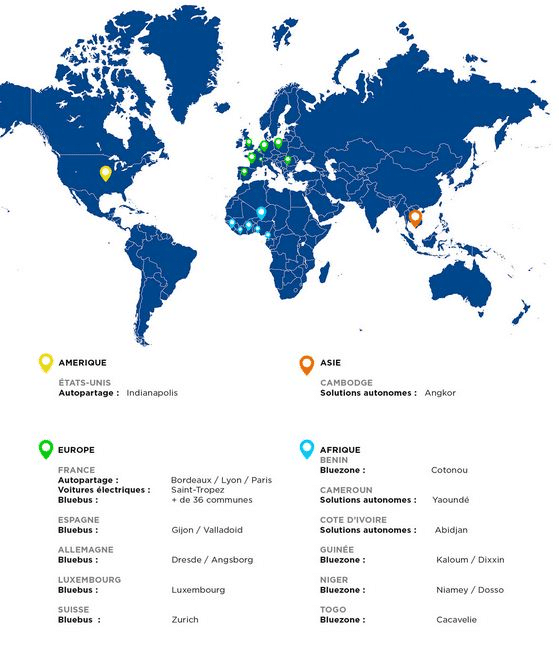 AMERIQUE
ÉTATS-UNIS
Autopartage : Indianapolis
ASIE
CAMBODGE
Solutions autonomes : Angkor
EUROPE
FRANCE
Autopartage : Bordeaux / Lyon / Paris
Voitures électriques : Saint-Tropez
Bluebus : + de 36 communes
ESPAGNE
Bluebus : Gijon / Valladoid
ALLEMAGNE
Bluebus : Dresde / Angsborg
LUXEMBOURG
Bluebus : Luxembourg
SUISSE
Bluebus : Zurich
AFRIQUE
BENIN
Bluezone : Cotonou
CAMEROUN
Solutions autonomes : Yaoundé
COTE D'IVOIRE
Solutions autonomes : Abidjan
GUINÉE
Bluezone : Kaloum / Dixxin
NIGER
Bluezone : Niamey / Dosso
TOGO
Bluezone : Cacavelie